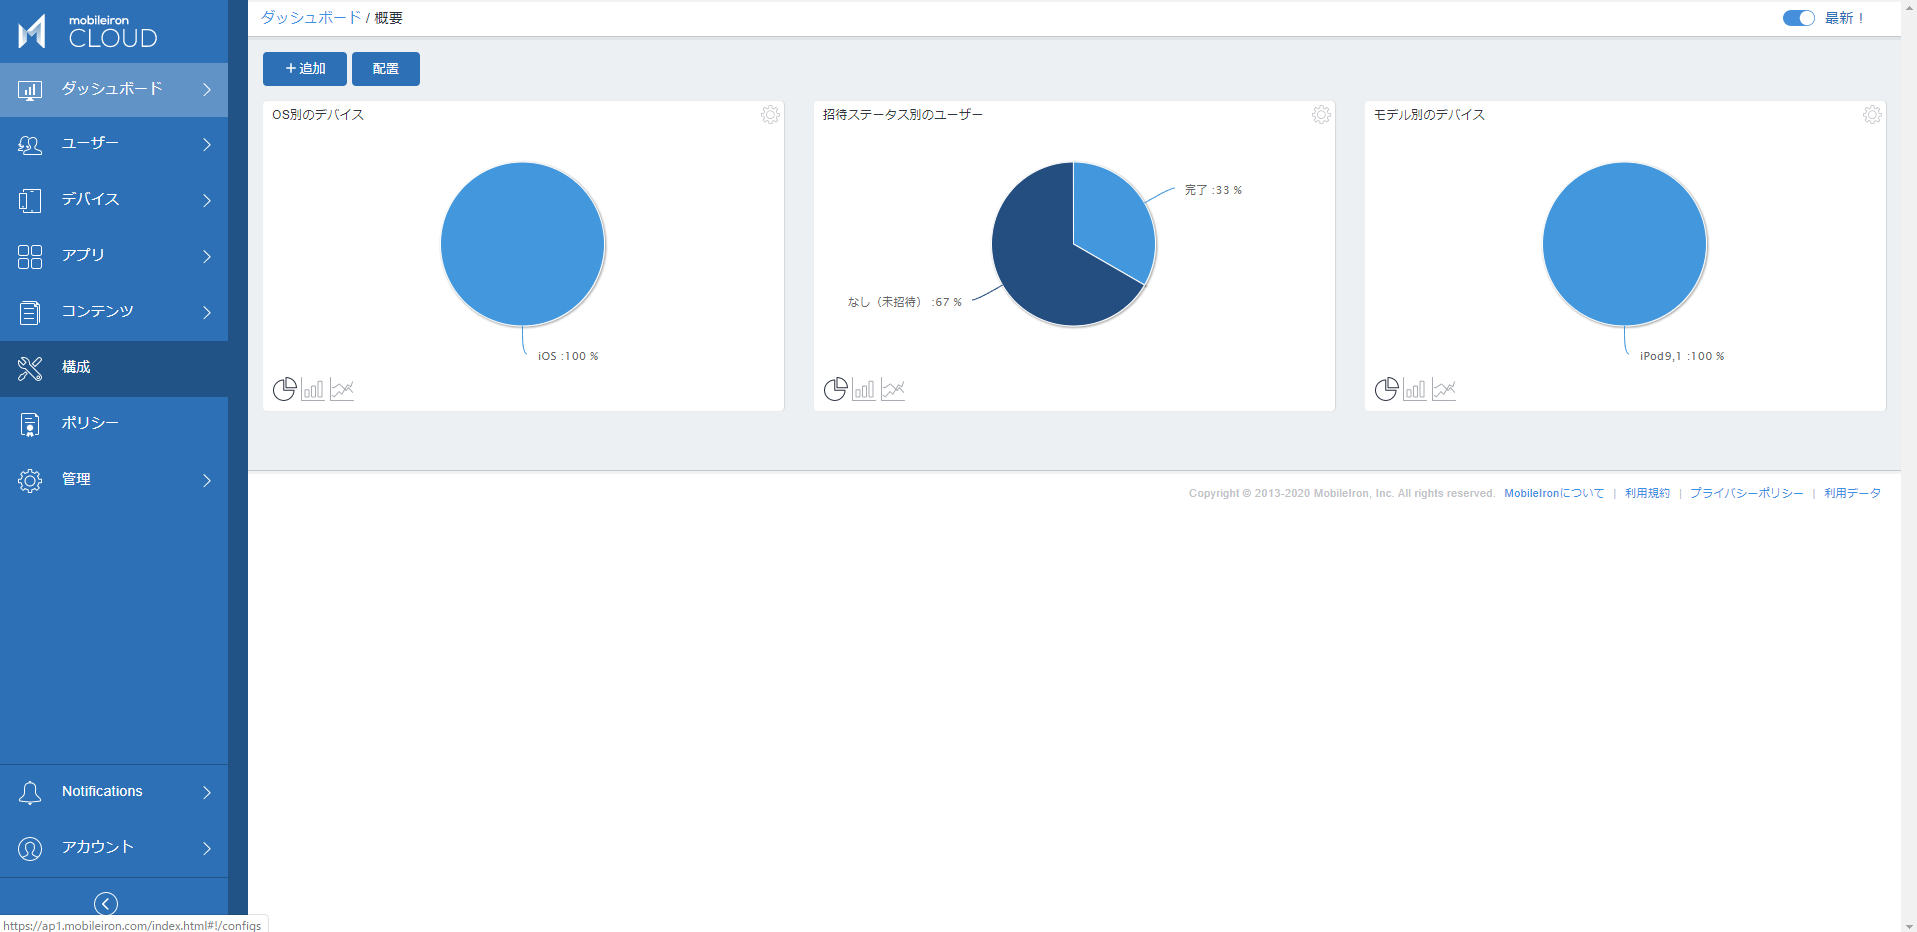 mobileiron
CLOUD
ダッシュボード
ユーザー
デバイス
アプリ
コンテンツ
構成
ポリシー
管理
Notifications
アカウント
https://ap1.mobileiron.com/index.html#!/configs
ダッシュボード / 概要
最新！
＋追加
配置
OS別のデバイス
iOS :100 %
招待ステータス別のユーザー
完了 :33 %
なし（未招待） :67 %
モデル別のデバイス
iPod9,1 :100 %
Copyright © 2013-2020 MobileIron, Inc. All rights reserved. MobileIronについて | 利用規約 | プライバシーポリシー | 利用データ